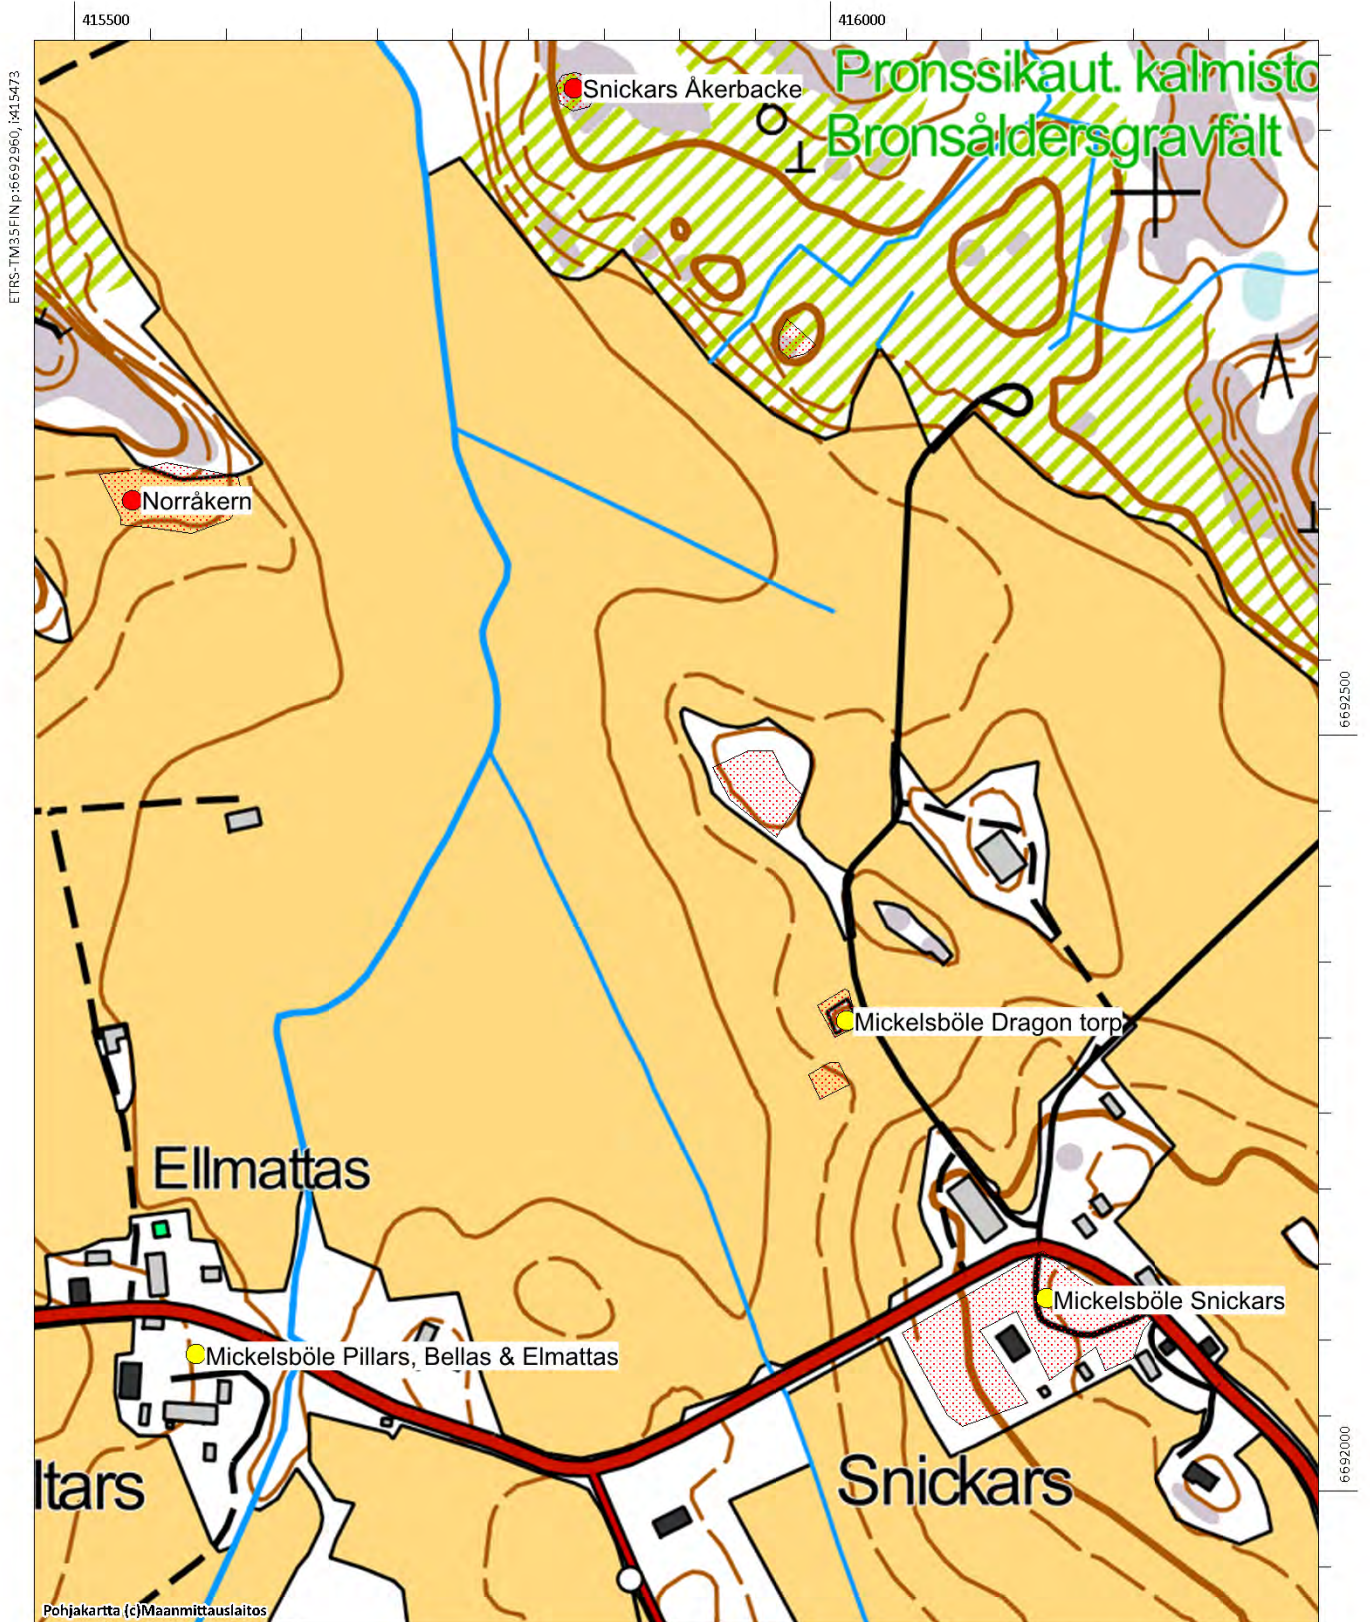 415500
416000
ETRS-TM35FIN p:6692960, i:415473
Snickars Åkerbacke
Pronssikaut. kalmisto
Bronsåldersgravfält
Norråkern
6692500
Mickelsböle Dragon torp
Ellmattas
Mickelsböle Snickars
Mickelsböle Pillars, Bellas & Elmattas
ltars
Snickars
6692000
Pohjakartta (c)Maanmittauslaitos